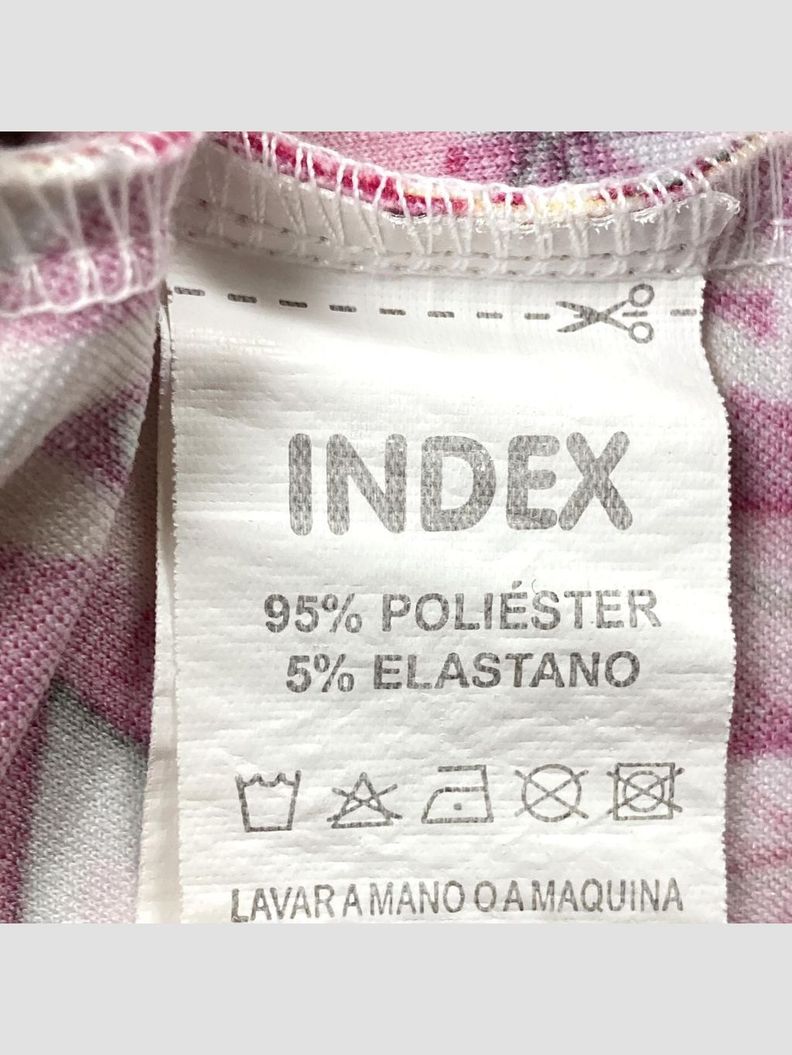 INDEX
95% POLIÉSTER
5% ELASTANO
LAVAR A MANO O A MAQUINA